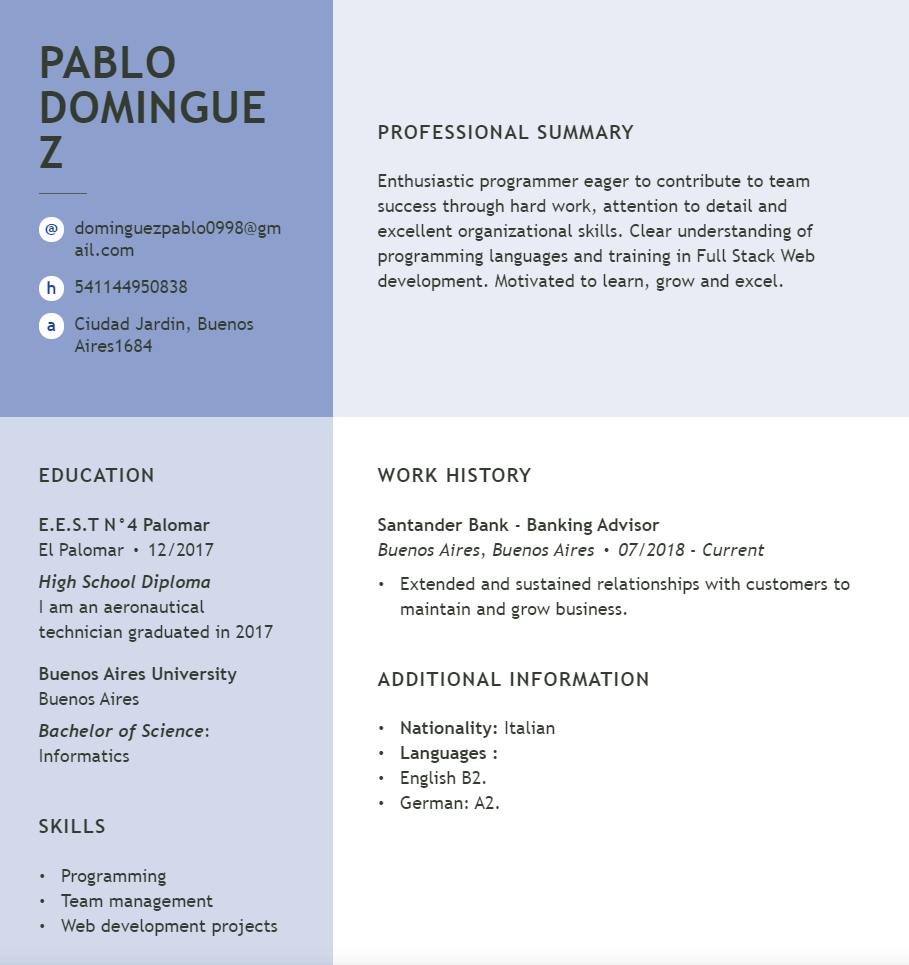 PABLO
DOMINGUE
Z
@ dominguezpablo0998@gm
ail.com
h 541144950838
a Ciudad Jardin, Buenos
Aires1684
PROFESSIONAL SUMMARY
Enthusiastic programmer eager to contribute to team
success through hard work, attention to detail and
excellent organizational skills. Clear understanding of
programming languages and training in Full Stack Web
development. Motivated to learn, grow and excel.
EDUCATION
E.E.S.T N°4 Palomar
El Palomar • 12/2017
High School Diploma
I am an aeronautical
technician graduated in 2017
Buenos Aires University
Buenos Aires
Bachelor of Science:
Informatics
SKILLS
• Programming
• Team management
• Web development projects
WORK HISTORY
Santander Bank - Banking Advisor
Buenos Aires, Buenos Aires • 07/2018 - Current
• Extended and sustained relationships with customers to
maintain and grow business.
ADDITIONAL INFORMATION
• Nationality: Italian
• Languages :
• English B2.
• German: A2.